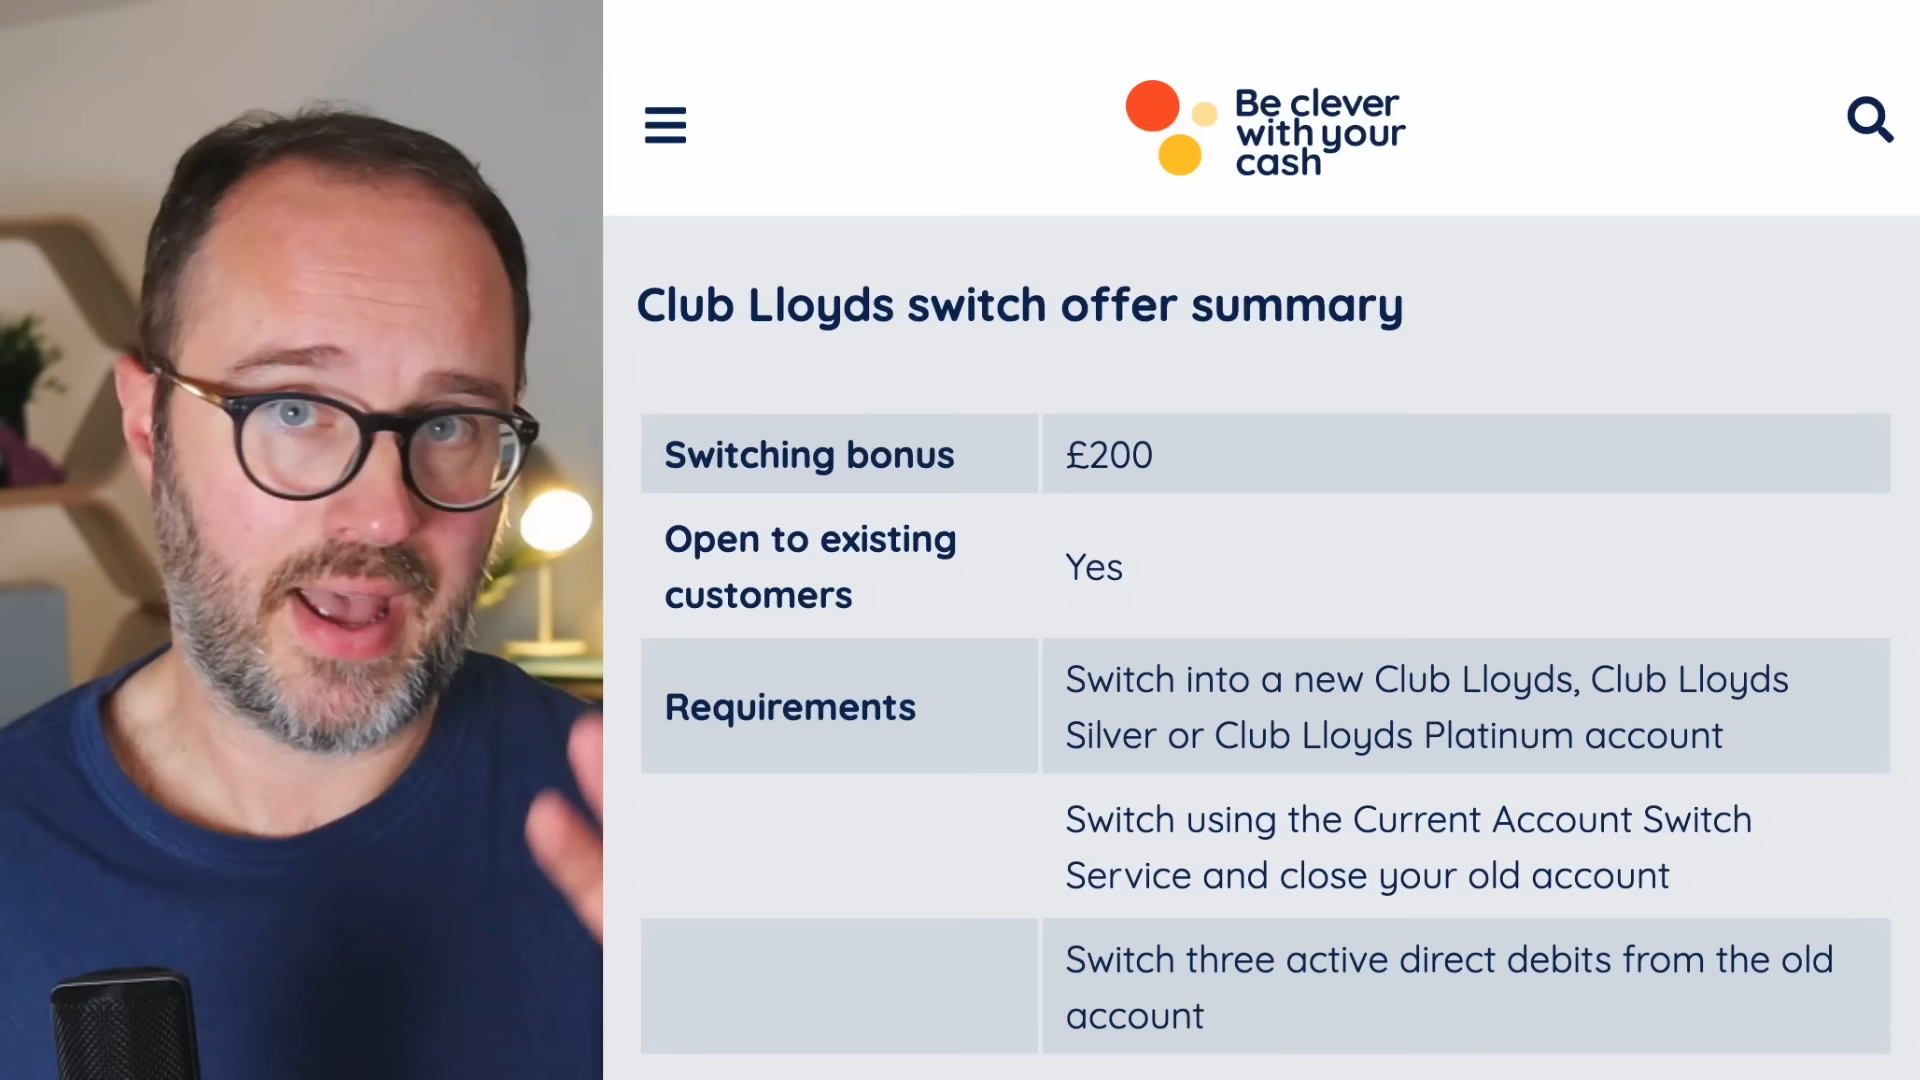 Be clever
with your
cash
Club Lloyds switch offer summary
Switching bonus
£200
Open to existing
customers
Yes
Requirements
Switch into a new Club Lloyds, Club Lloyds
Silver or Club Lloyds Platinum account
Switch using the Current Account Switch
Service and close your old account
Switch three active direct debits from the old
account